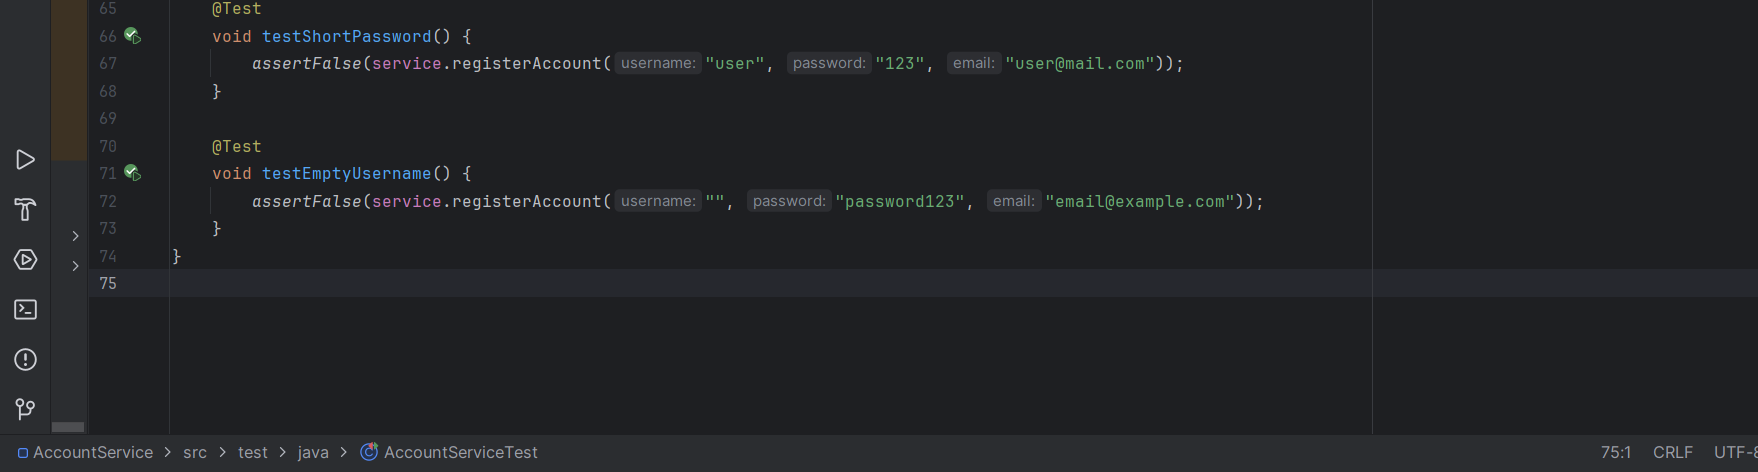 65 @Test
66 void testShortPassword() {
67 assertFalse(service.registerAccount( username: "user", password: "123", email: "user@mail.com"));
68 }
69
70 @Test
71 void testEmptyUsername() {
72 assertFalse(service.registerAccount( username: "", password: "password123", email: "email@example.com"));
73 }
74 }
75
AccountService > src > test > java > AccountServiceTest 75:1 CRLF UTF-8